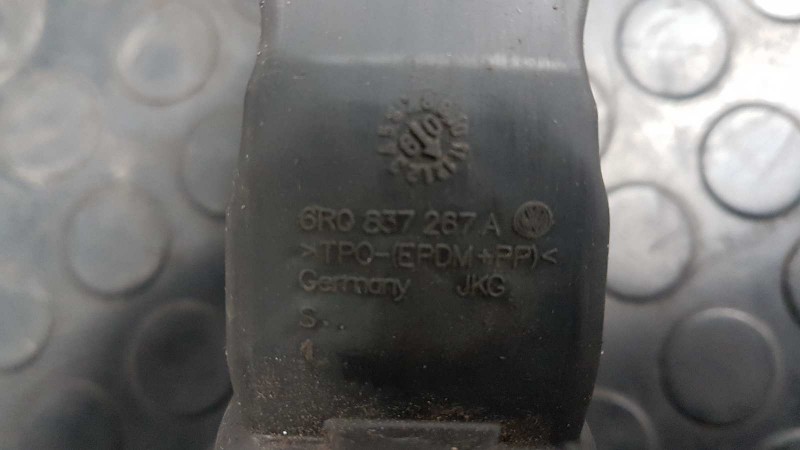 6R0 837 267 A
>TPO-(EPDM+PP)<
Germany JKG
S..